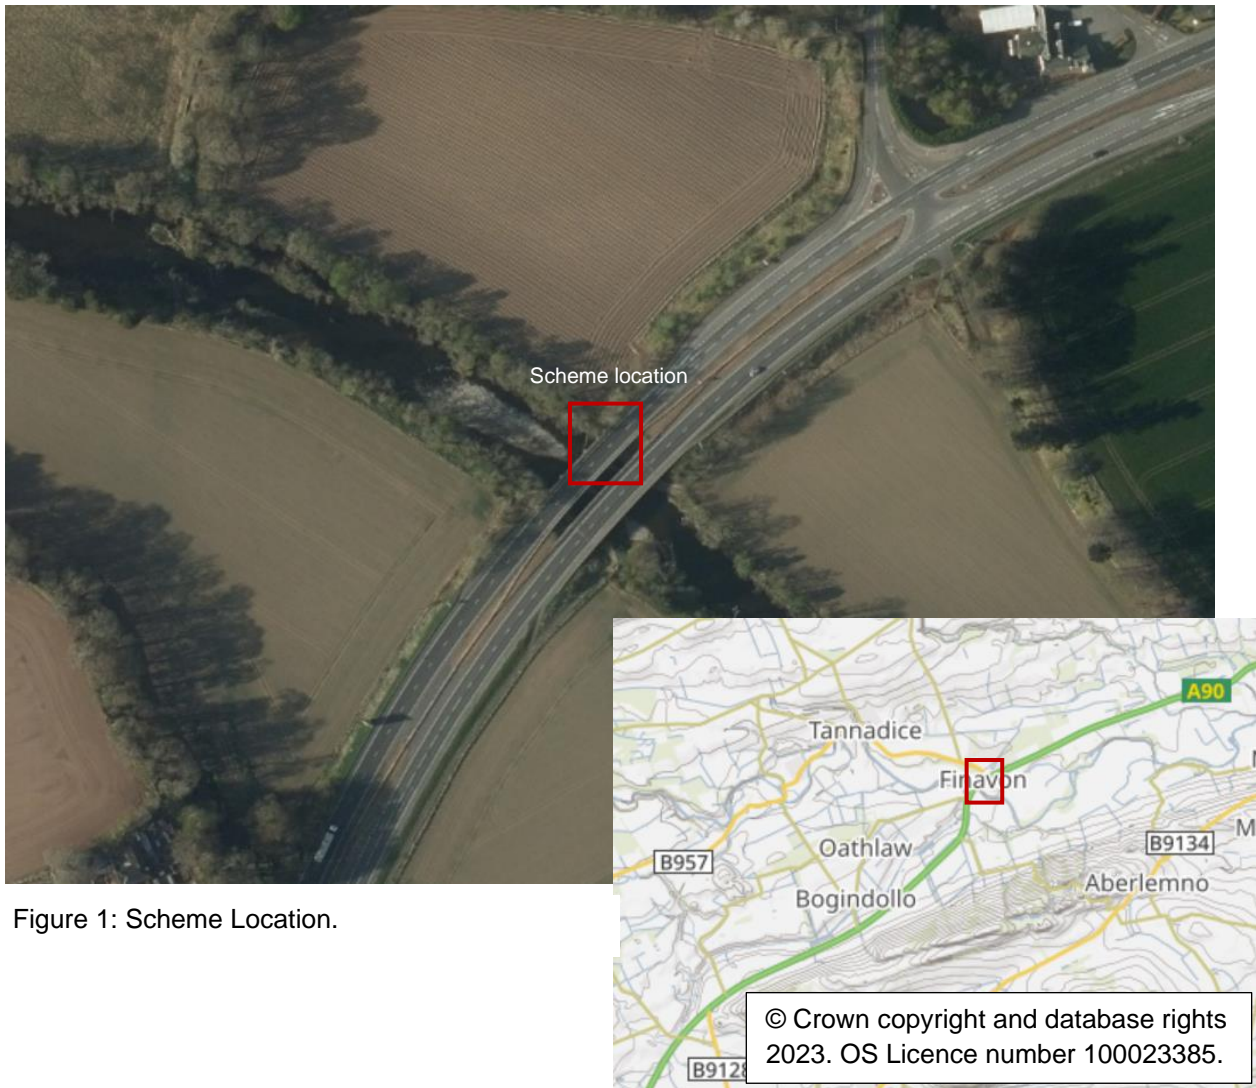 Scheme location
A90
Tannadice
Finavon
Oathlaw
B9134
B957
Aberlemno
Bogindollo
Figure 1: Scheme Location.
© Crown copyright and database rights
2023. OS Licence number 100023385.
B9128